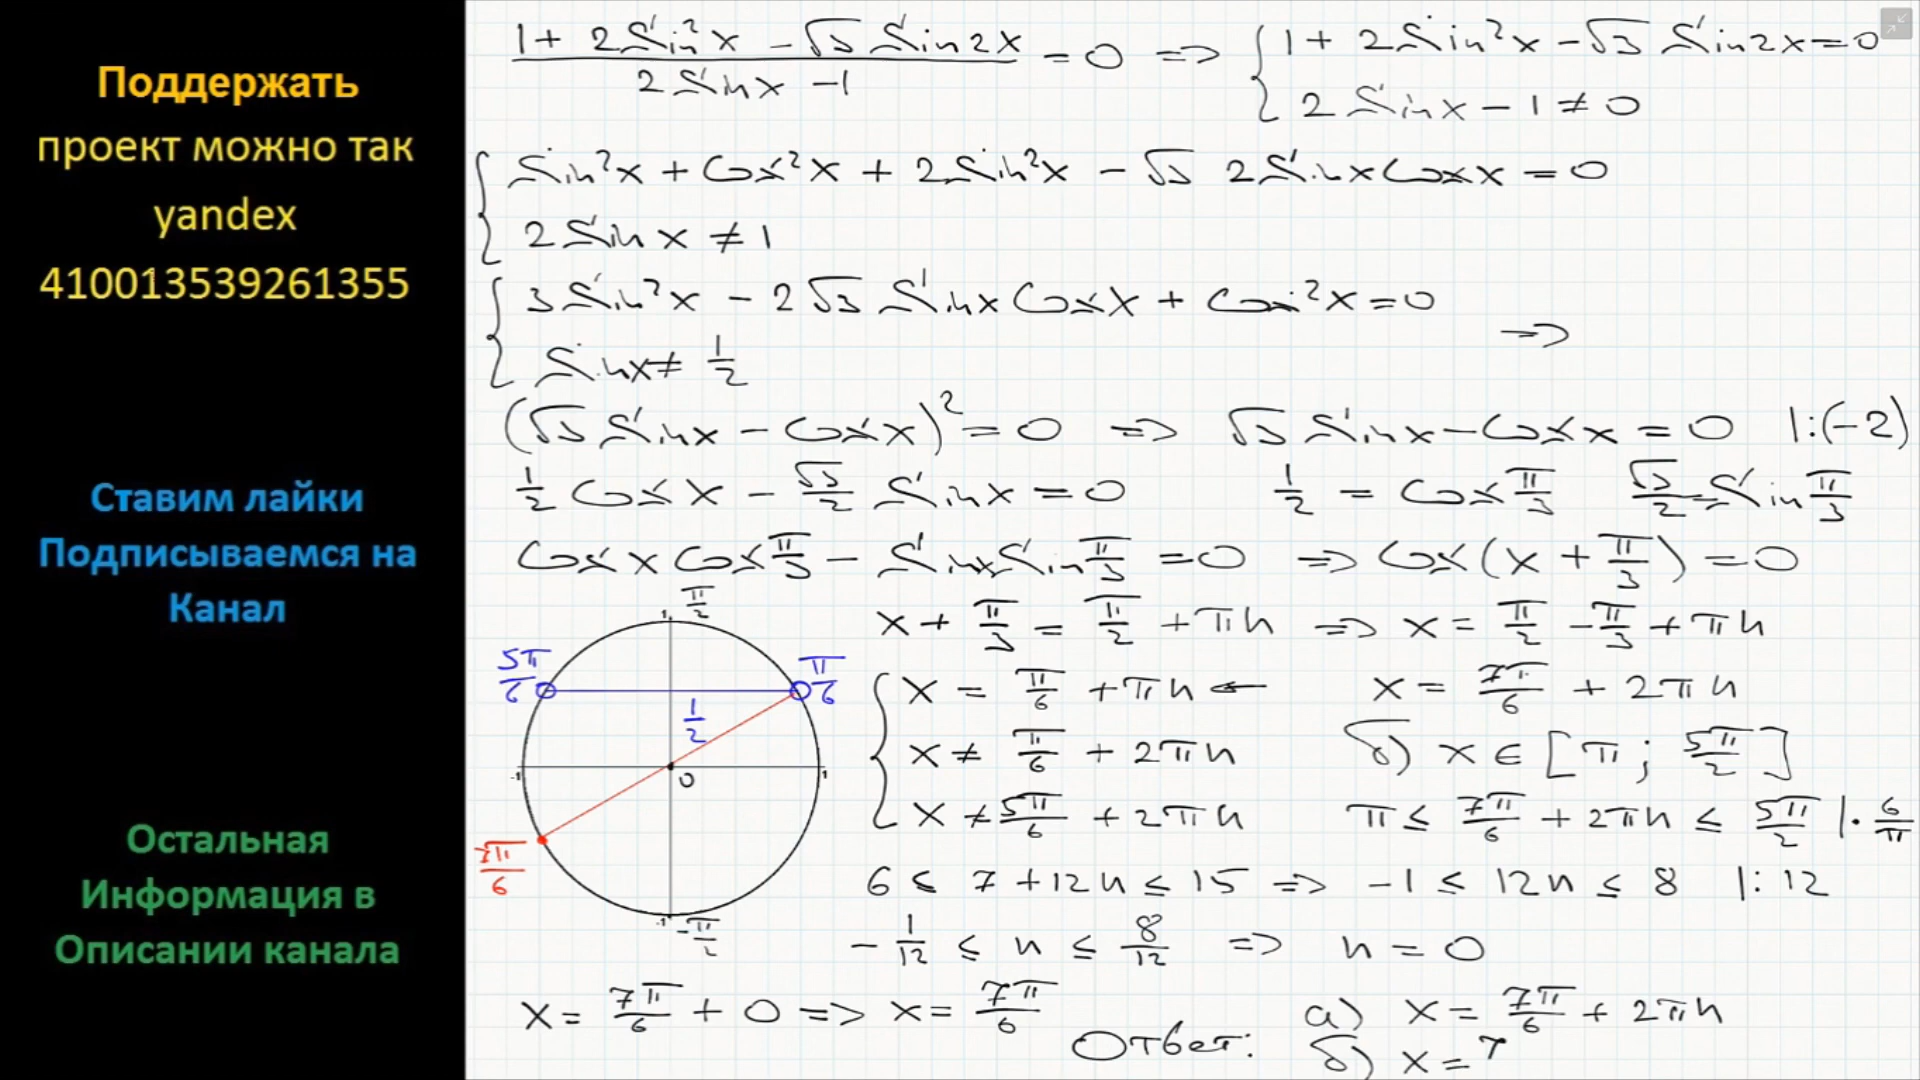 Поддержать
проект можно так
yandex
410013539261355
Ставим лайки
Подписываемся на
Канал
Остальная
Информация в
Описании канала
(1 + 2Sin²x - √3 Sin2x)/(2Sinx - 1) = 0 => { 1 + 2Sin²x - √3 Sin2x = 0
2Sinx - 1 ≠ 0
{ Sin²x + Cos²x + 2Sin²x - √3 2SinxCosx = 0
2Sinx ≠ 1
{ 3Sin²x - 2√3 SinxCosx + Cos²x = 0 =>
Sinx ≠ 1/2
(√3 Sinx - Cosx)² = 0 => √3 Sinx - Cosx = 0 |:(-2)
1/2 Cosx - √3/2 Sinx = 0 1/2 = Cos π/3 √3/2 = Sin π/3
Cosx Cos π/3 - SinxSin π/3 = 0 => Cos(x + π/3) = 0
x + π/3 = π/2 + πn => x = π/2 - π/3 + πn
{ x = π/6 + πn ← x = 7π/6 + 2πn
x ≠ π/6 + 2πn б) x ∈ [π; 5π/2]
x ≠ 5π/6 + 2πn π ≤ 7π/6 + 2πn ≤ 5π/2 |· 6/π
6 ≤ 7 + 12n ≤ 15 => -1 ≤ 12n ≤ 8 |: 12
- 1/12 ≤ n ≤ 8/12 => n = 0
x = 7π/6 + 0 => x = 7π/6
Ответ: а) x = 7π/6 + 2πn
б) x = 7
π/2
1
5π/6
π/6
1/2
-1
0
1
7π/6
-1
-π/2